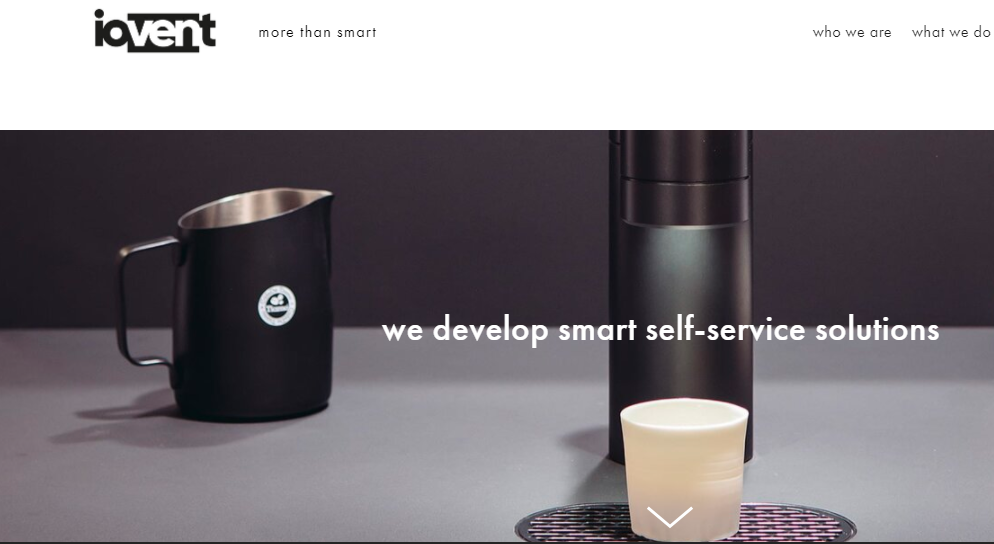 iovent
more than smart
who we are
what we do
we develop smart self-service solutions